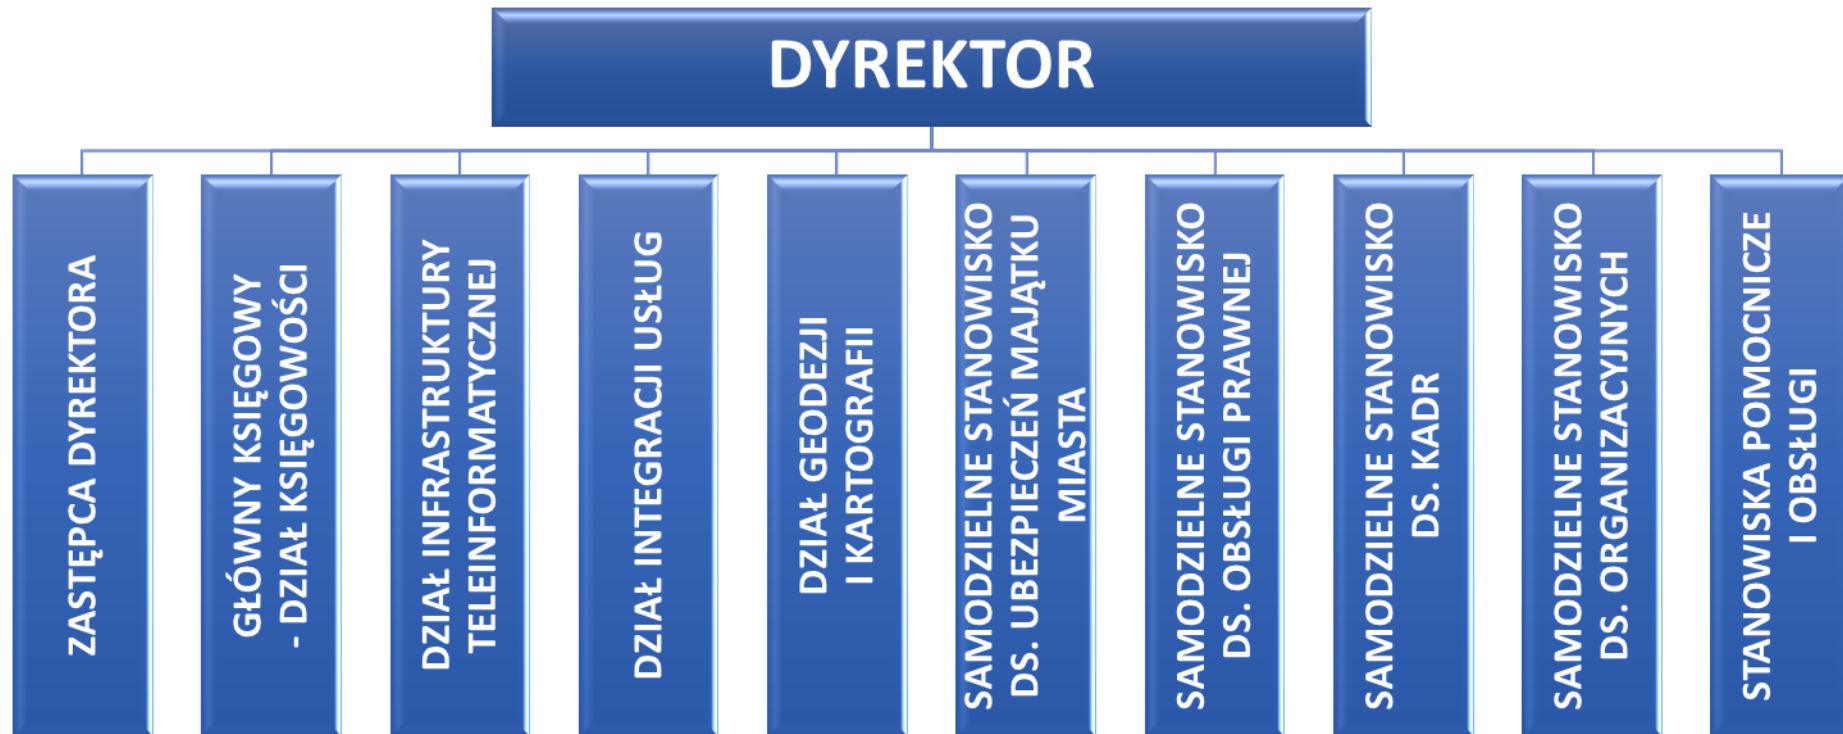 DYREKTOR
ZASTĘPCA DYREKTORA
GŁÓWNY KSIĘGOWY
- DZIAŁ KSIĘGOWOŚCI
DZIAŁ INFRASTRUKTURY
TELEINFORMATYCZNEJ
DZIAŁ INTEGRACJI USŁUG
DZIAŁ GEODEZJI
I KARTOGRAFII
SAMODZIELNE STANOWISKO
DS. UBEZPIECZEŃ MAJĄTKU
MIASTA
SAMODZIELNE STANOWISKO
DS. OBSŁUGI PRAWNEJ
SAMODZIELNE STANOWISKO
DS. KADR
SAMODZIELNE STANOWISKO
DS. ORGANIZACYJNYCH
STANOWISKA POMOCNICZE
I OBSŁUGI